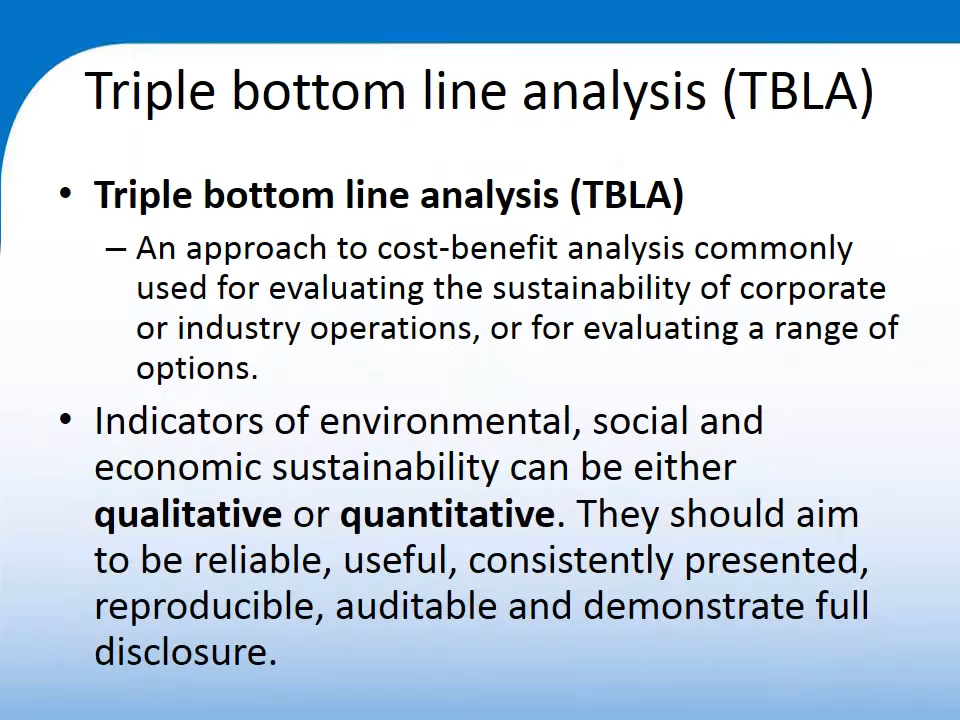 Triple bottom line analysis (TBLA)
• Triple bottom line analysis (TBLA)
– An approach to cost-benefit analysis commonly
used for evaluating the sustainability of corporate
or industry operations, or for evaluating a range of
options.
• Indicators of environmental, social and
economic sustainability can be either
qualitative or quantitative. They should aim
to be reliable, useful, consistently presented,
reproducible, auditable and demonstrate full
disclosure.